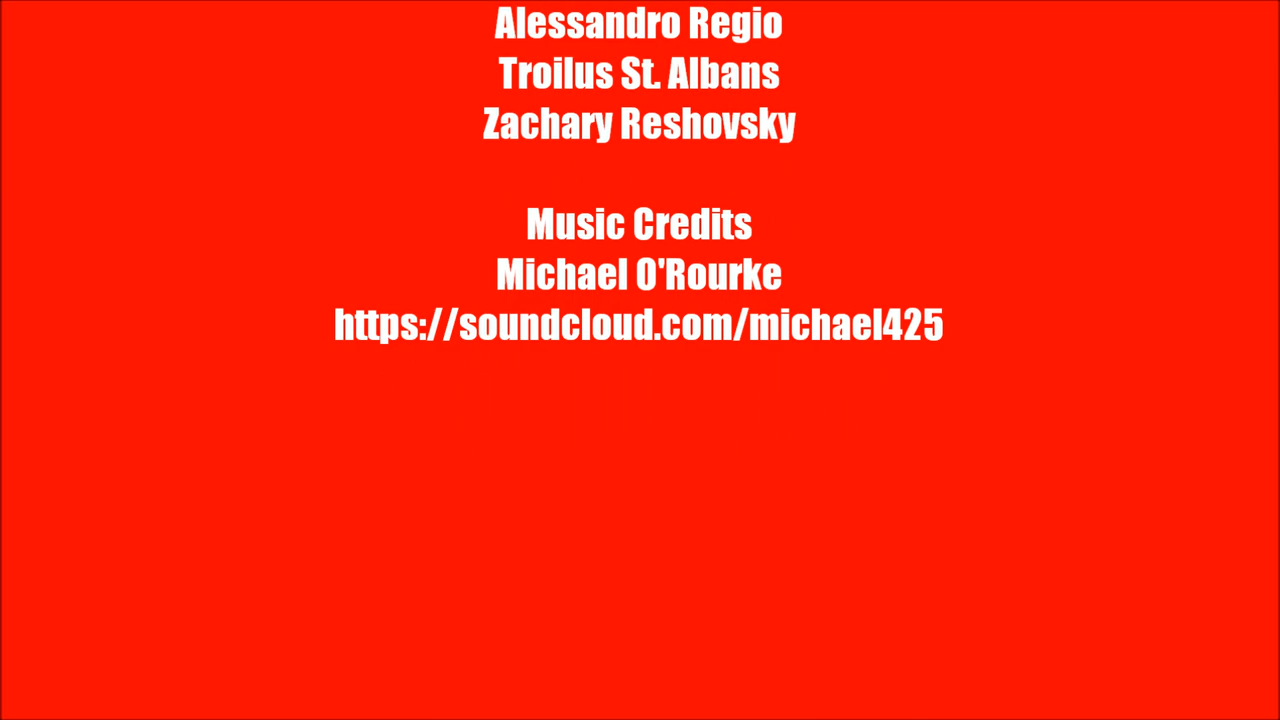 Alessandro Regio
Troilus St. Albans
Zachary Reshovsky
Music Credits
Michael O'Rourke
https://soundcloud.com/michael425